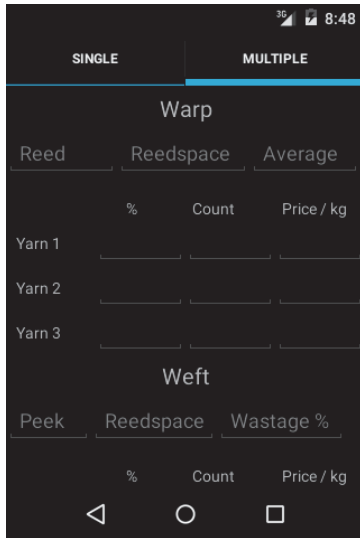 3G 8:48
SINGLE MULTIPLE
Warp
Reed Reedspace Average
% Count Price / kg
Yarn 1
Yarn 2
Yarn 3
Weft
Peek Reedspace Wastage %
% Count Price / kg